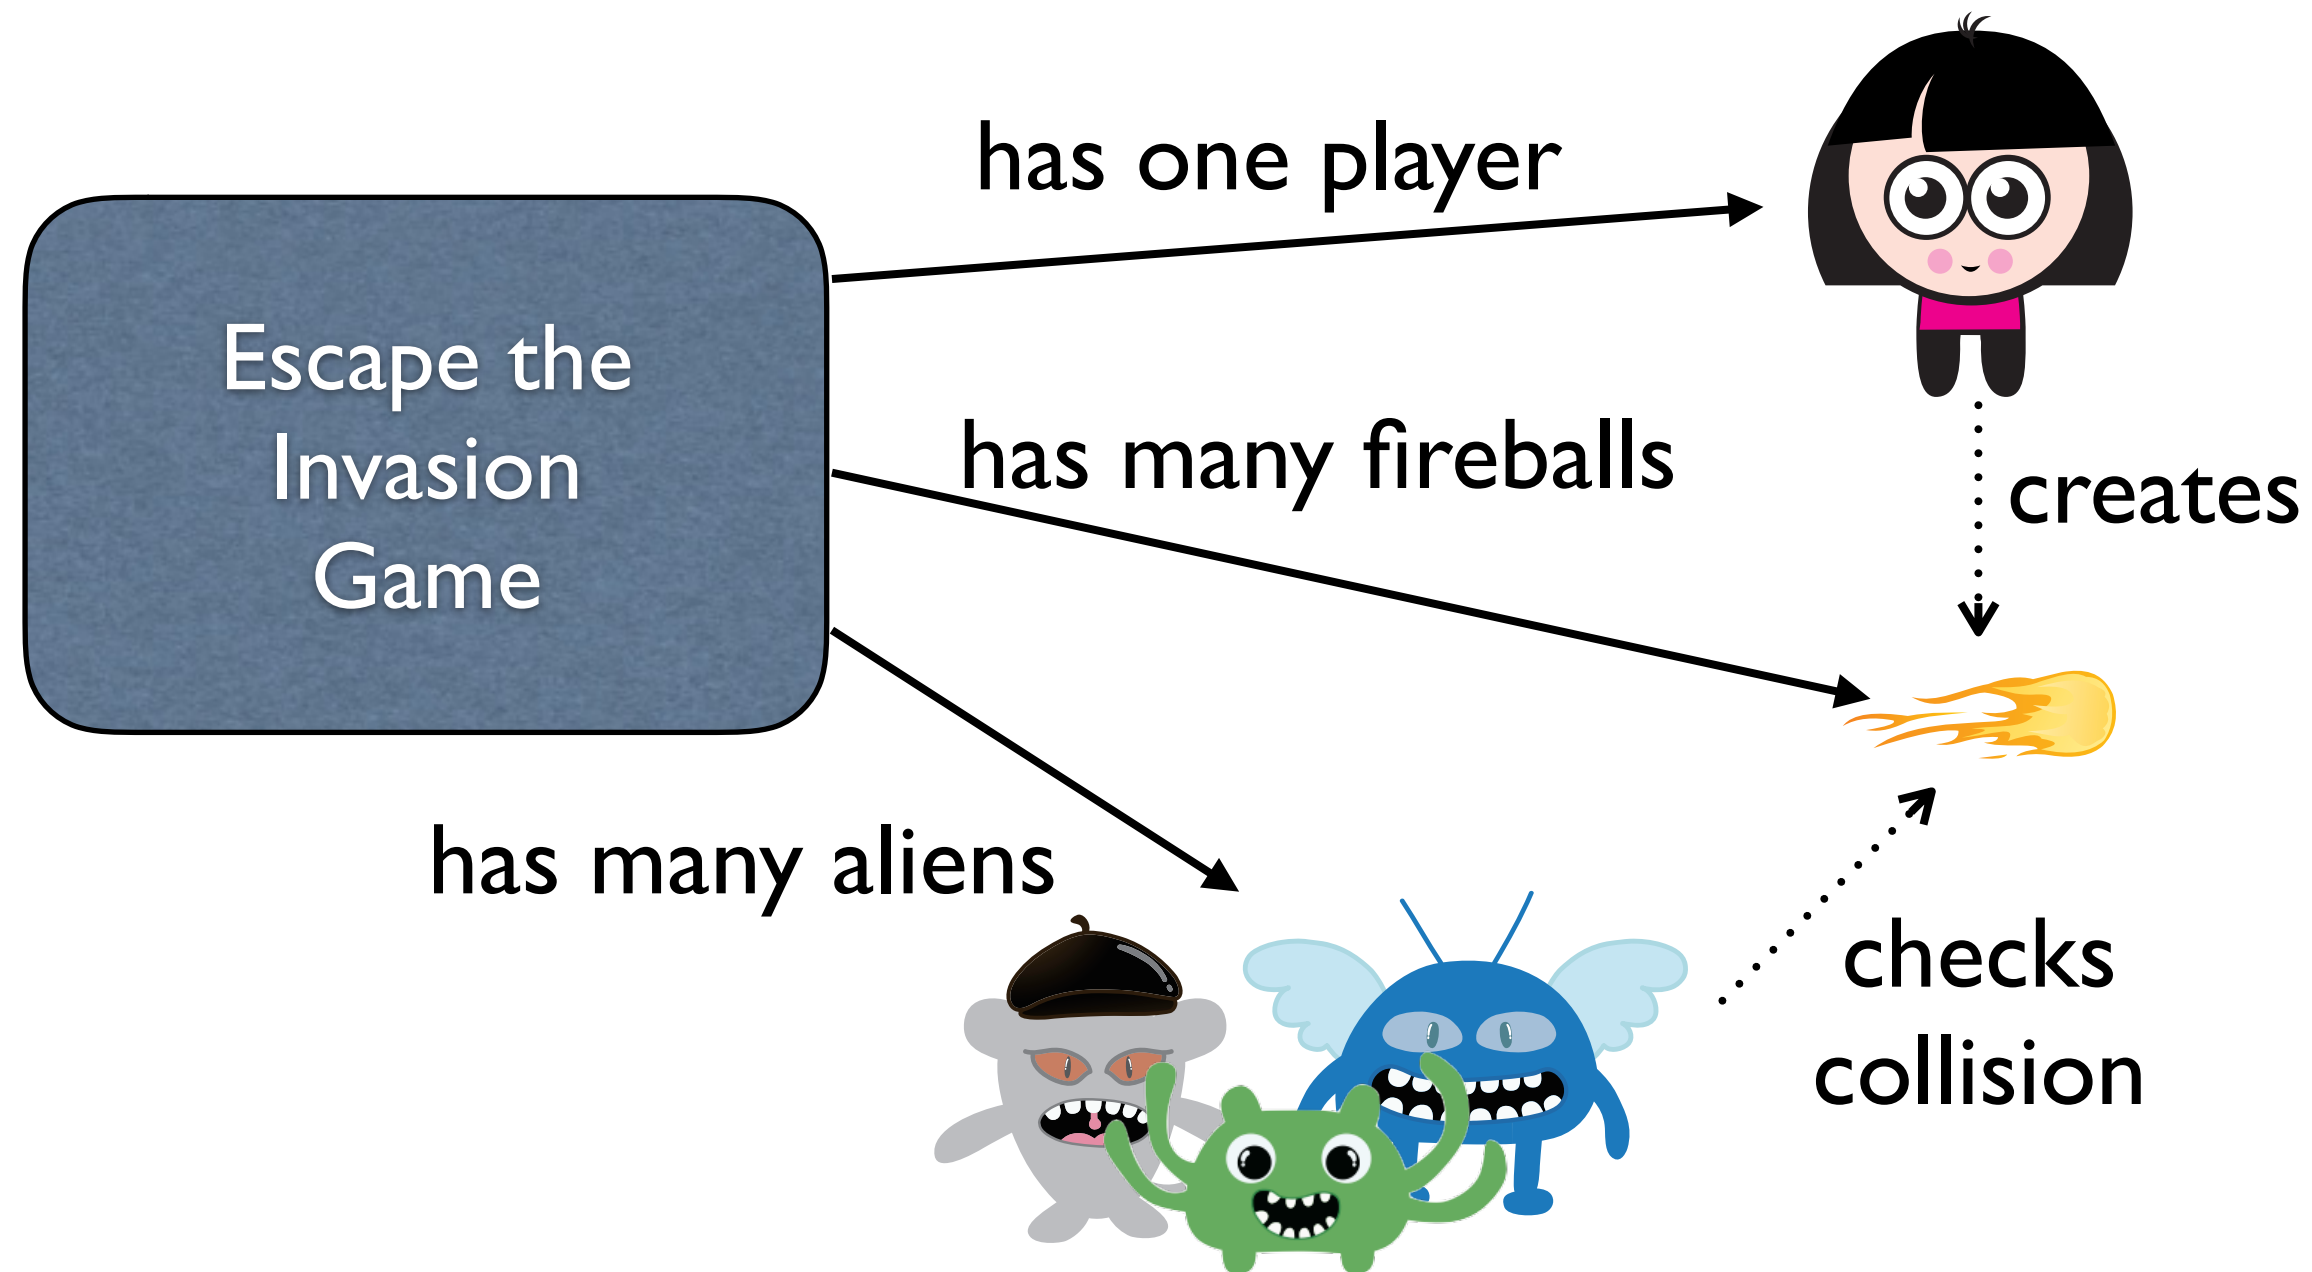 has one player
Escape the
Invasion
Game
has many fireballs
creates
has many aliens
checks
collision